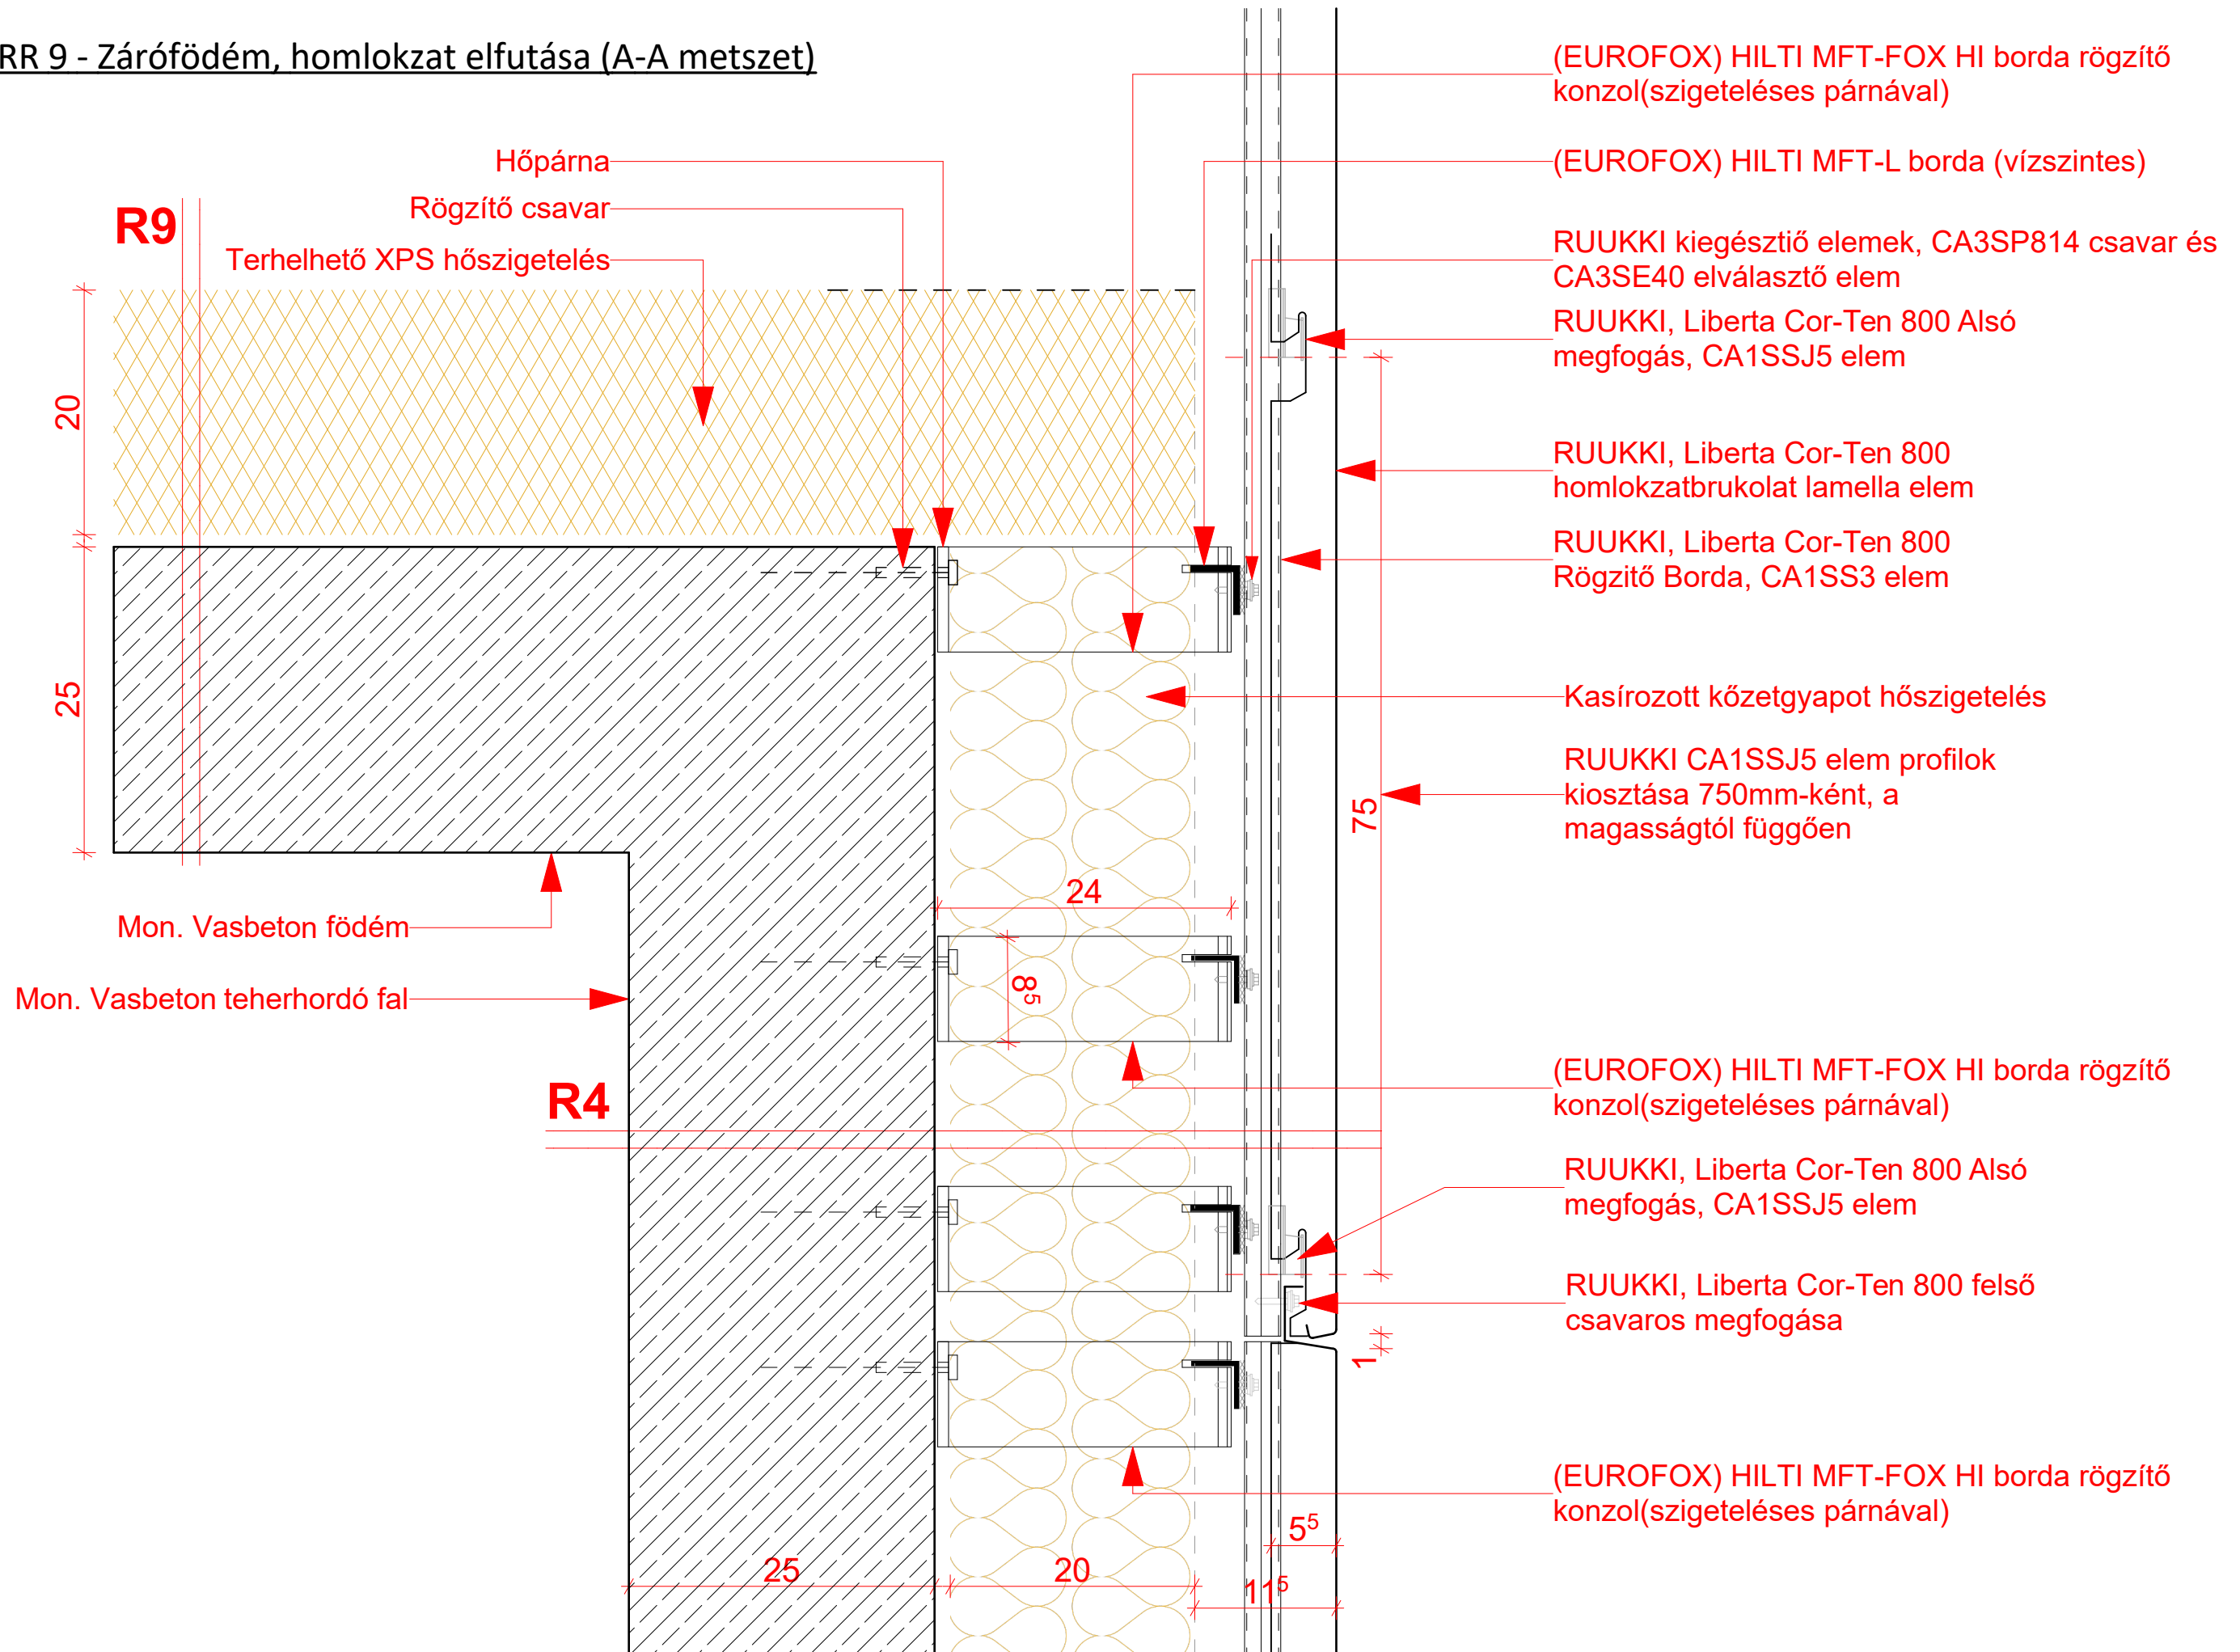 RR 9 - Zárófödém, homlokzat elfutása (A-A metszet)
(EUROFOX) HILTI MFT-FOX HI borda rögzítő
konzol(szigeteléses párnával)
Hőpárna
(EUROFOX) HILTI MFT-L borda (vízszintes)
Rögzítő csavar
R9
Terhelhető XPS hőszigetelés
RUUKKI kiegésztiő elemek, CA3SP814 csavar és
CA3SE40 elválasztő elem
RUUKKI, Liberta Cor-Ten 800 Alsó
megfogás, CA1SSJ5 elem
20
RUUKKI, Liberta Cor-Ten 800
homlokzatbrukolat lamella elem
RUUKKI, Liberta Cor-Ten 800
Rögzitő Borda, CA1SS3 elem
25
Kasírozott kőzetgyapot hőszigetelés
RUUKKI CA1SSJ5 elem profilok
kiosztása 750mm-ként, a
magasságtól függően
75
24
Mon. Vasbeton födém
8⁵
Mon. Vasbeton teherhordó fal
(EUROFOX) HILTI MFT-FOX HI borda rögzítő
konzol(szigeteléses párnával)
R4
RUUKKI, Liberta Cor-Ten 800 Alsó
megfogás, CA1SSJ5 elem
RUUKKI, Liberta Cor-Ten 800 felső
csavaros megfogása
1
(EUROFOX) HILTI MFT-FOX HI borda rögzítő
konzol(szigeteléses párnával)
5⁵
25
20
11⁵